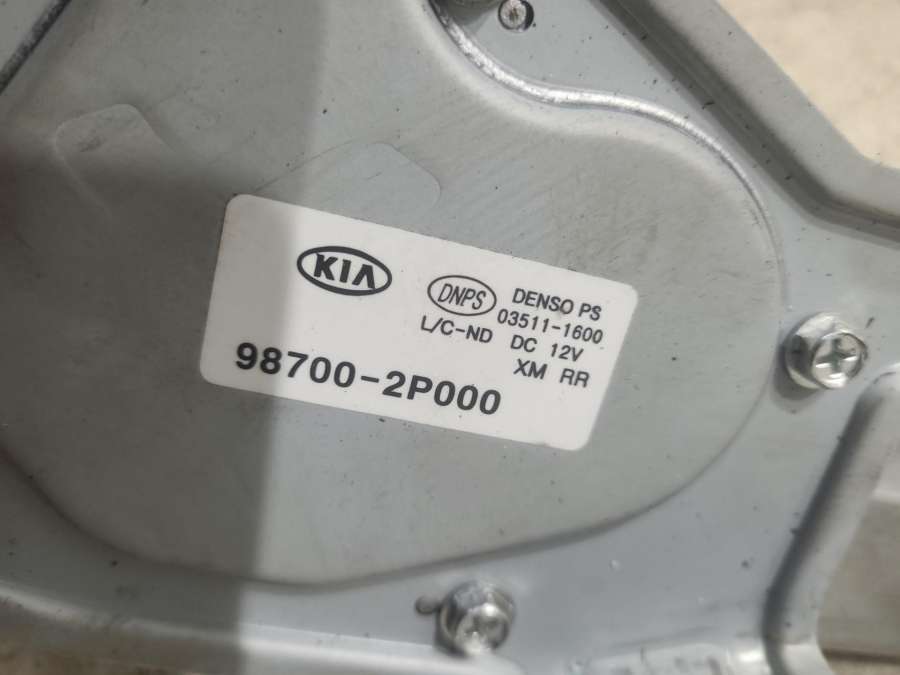 KIA
DNPS
DENSO PS
03511-1600
L/C-ND DC 12V
XM RR
98700-2P000